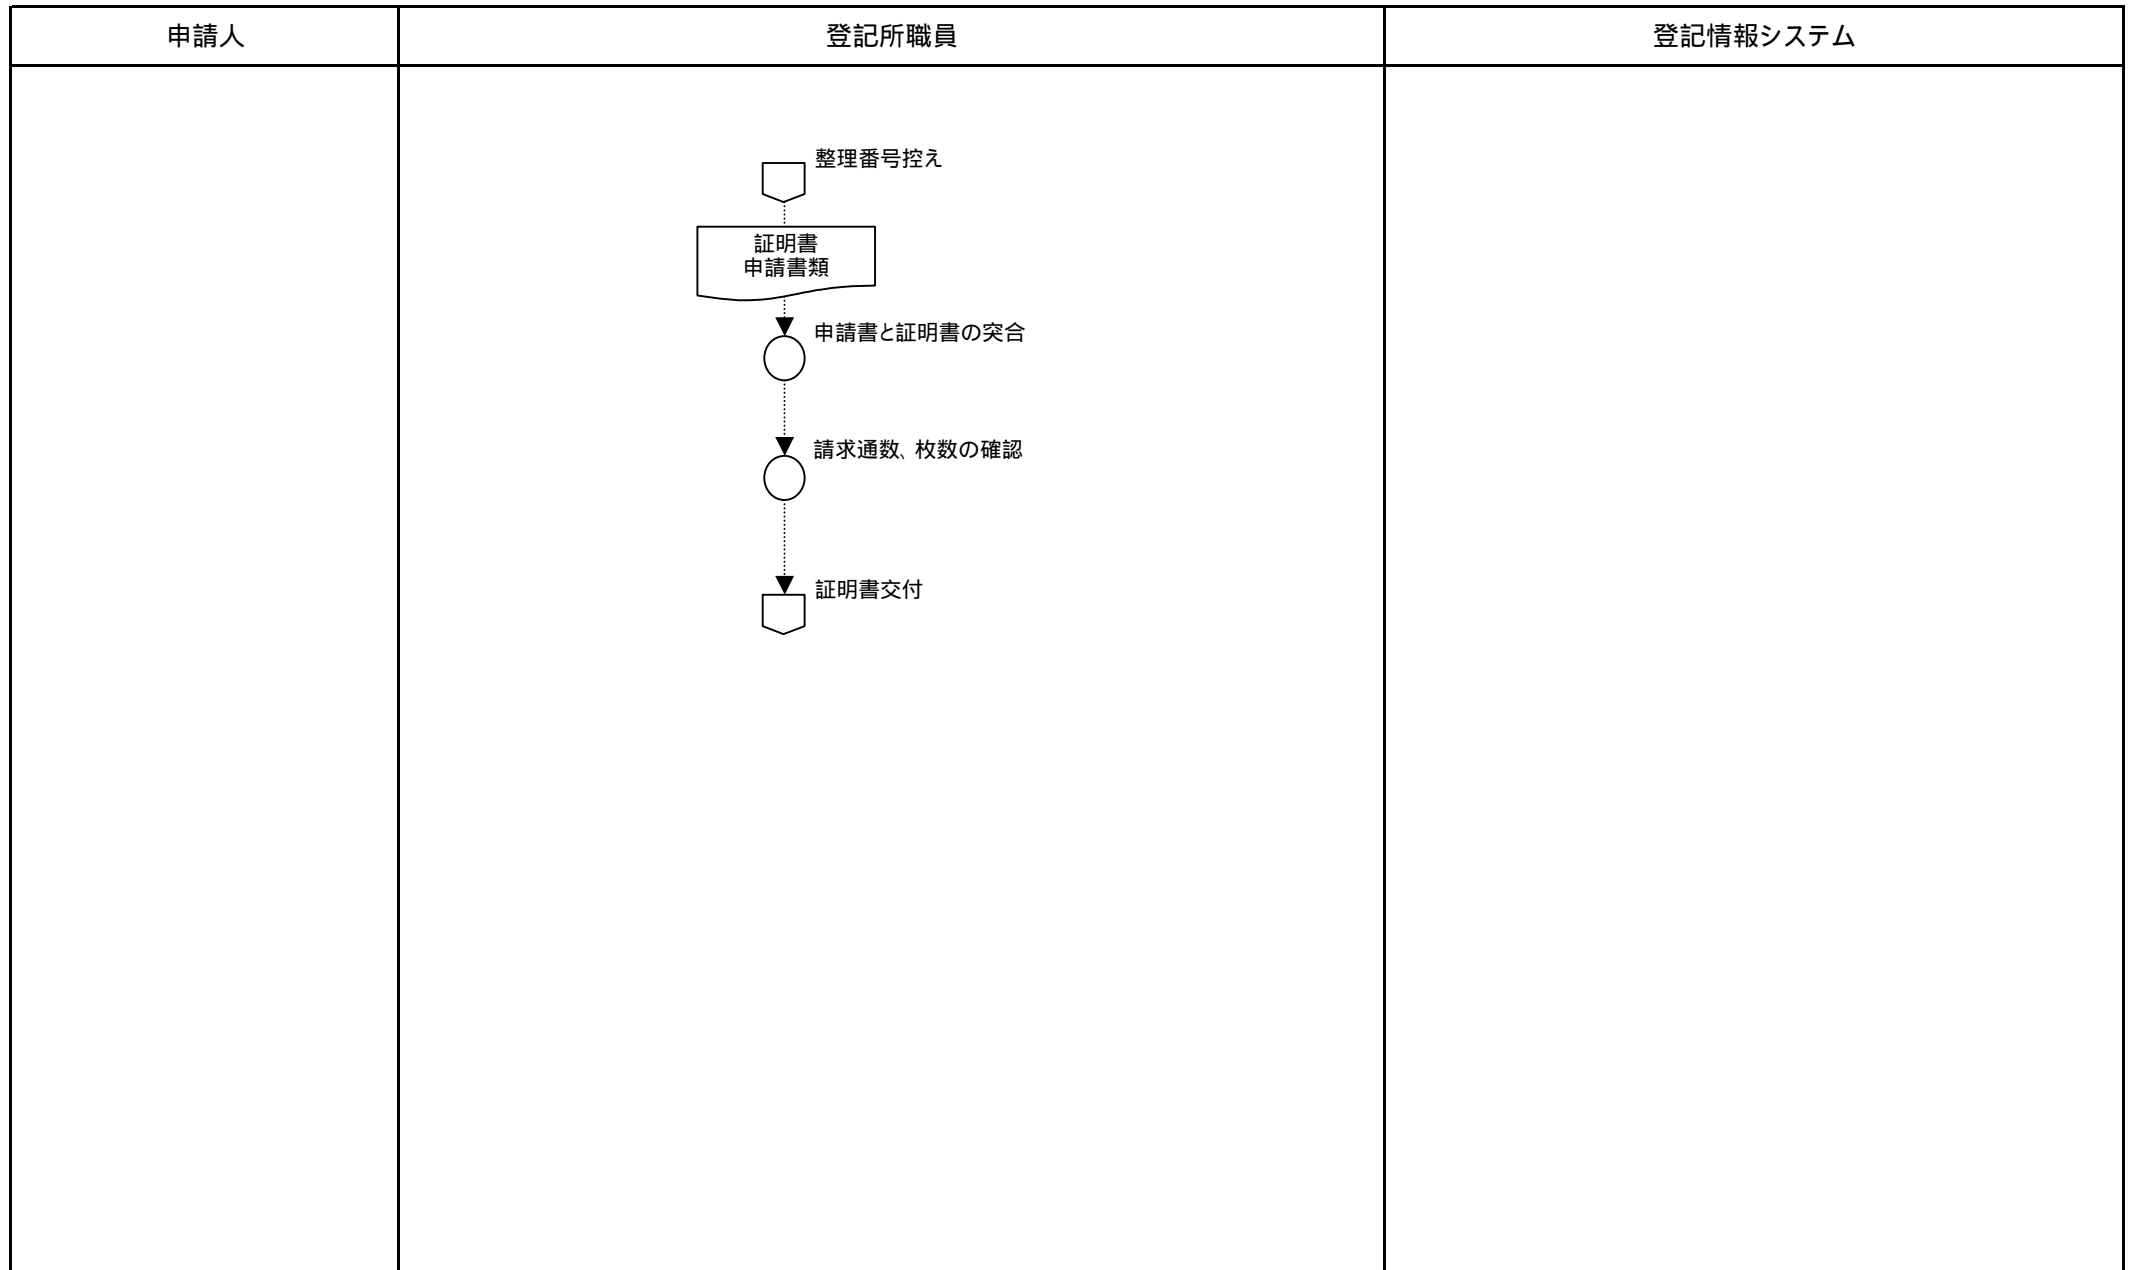 申請人
登記所職員
登記情報システム
整理番号控え
証明書
申請書類
申請書と証明書の突合
請求通数、枚数の確認
証明書交付